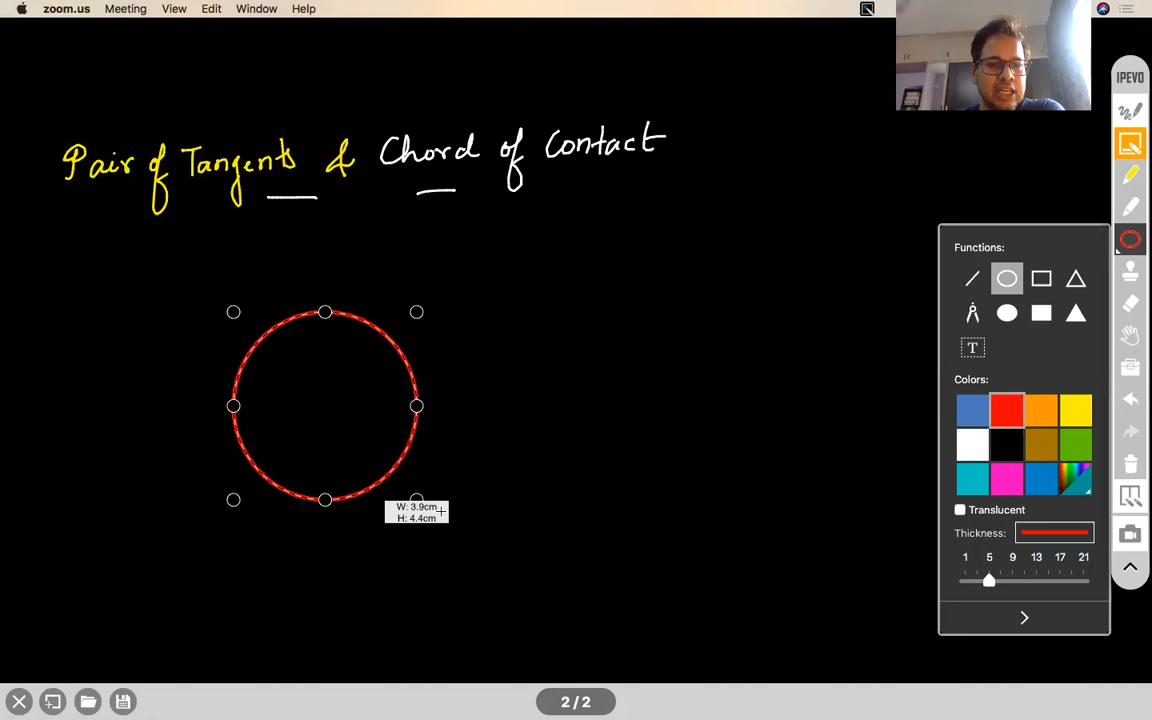 zoom.us Meeting View Edit Window Help
IPEVO
Pair of Tangents & Chord of Contact
Functions:
T
Colors:
W: 3.9cm
H: 4.4cm
Translucent
Thickness:
1 5 9 13 17 21
2 / 2